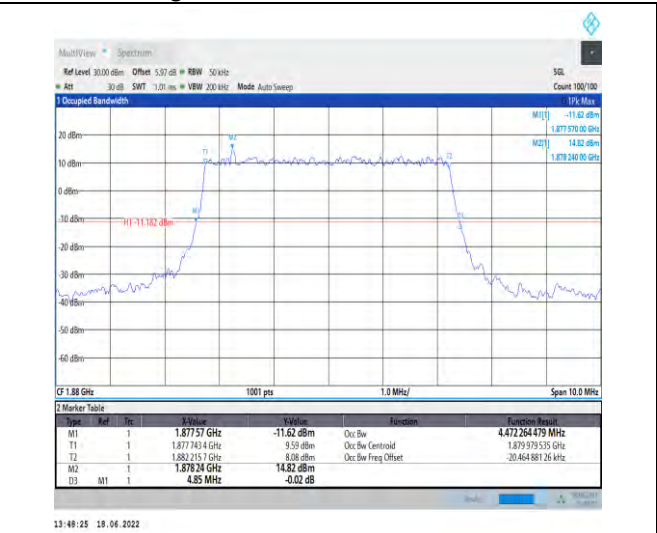 MultiView Spectrum
Ref Level 30.00 dBm Offset 5.97 dB RBW 50 kHz SGL
Att 30 dB SWT 1.01 ms VBW 200 kHz Mode Auto Sweep Count 100/100
1 Occupied Bandwidth 1Pk Max
M1[1] -11.62 dBm
1.877 570 00 GHz
M2[1] 14.82 dBm
1.878 240 00 GHz
20 dBm
M2
T1
T2
10 dBm
0 dBm
M1
-10 dBm
H1 -11.182 dBm
D3
-20 dBm
-30 dBm
-40 dBm
-50 dBm
-60 dBm
CF 1.88 GHz 1001 pts 1.0 MHz/ Span 10.0 MHz
2 Marker Table
Type Ref Trc X-Value Y-Value Function Function Result
M1 1 1.87757 GHz -11.62 dBm Occ Bw 4.472 264 479 MHz
T1 1 1.877 743 4 GHz 9.59 dBm Occ Bw Centroid 1.879 979 535 GHz
T2 1 1.882 215 7 GHz 8.08 dBm Occ Bw Freq Offset -20.464 881 26 kHz
M2 1 1.878 24 GHz 14.82 dBm
D3 M1 1 4.85 MHz -0.02 dB
13:48:25 18.06.2022